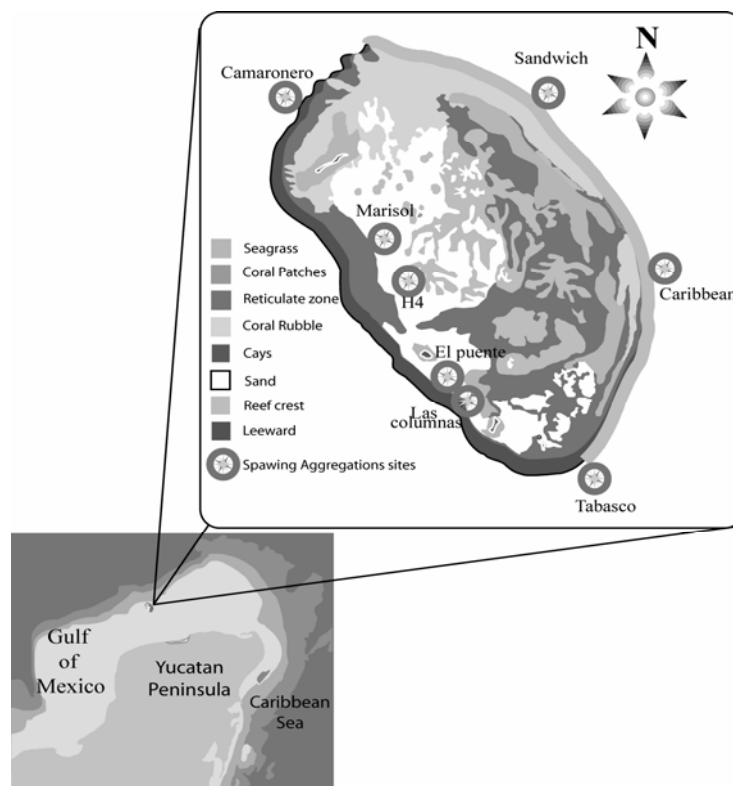 N
Sandwich
Camaronero
Marisol
Seagrass
Coral Patches
Reticulate zone
H4
Caribbean
Coral Rubble
Cays
El puente
Sand
Reef crest
Las
columnas
Leeward
Spawing Aggregations sites
Tabasco
Gulf
of
Mexico
Yucatan
Peninsula
Caribbean
Sea